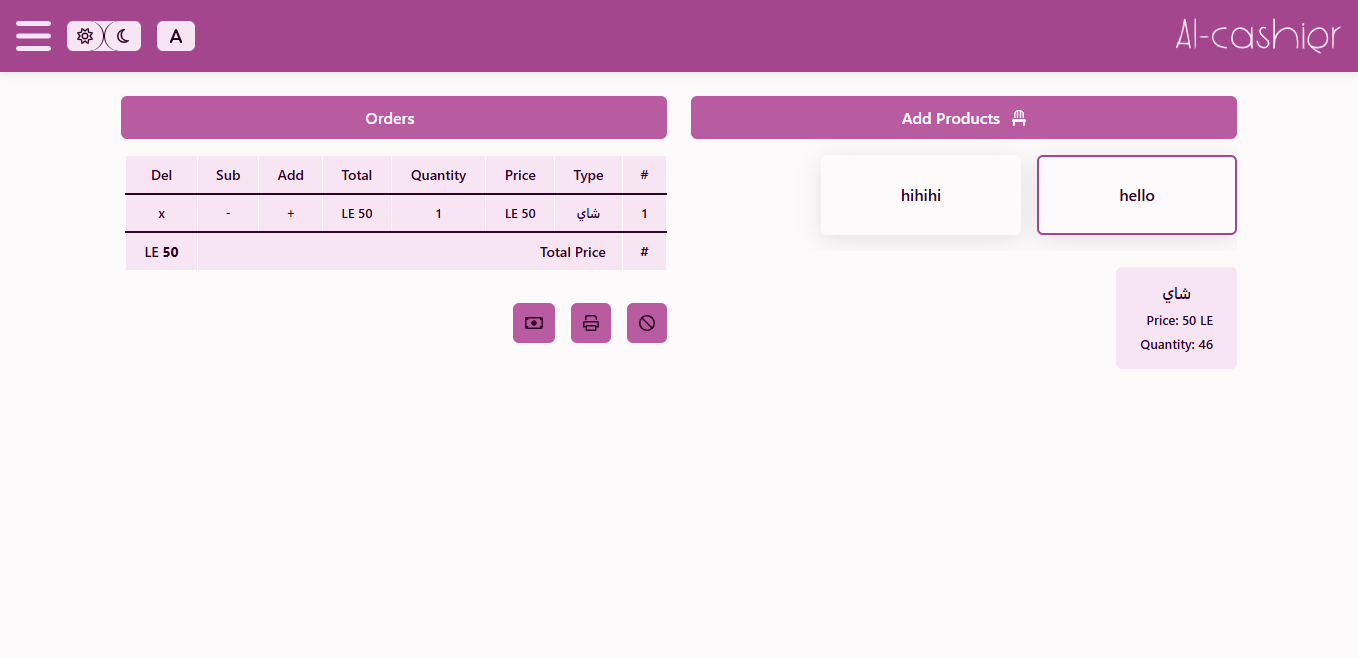 A
Al-cashier
Orders
Add Products
Del Sub Add Total Quantity Price Type #
x - + LE 50 1 LE 50 شاي 1
LE 50 Total Price #
hihihi
hello
شاي
Price: 50 LE
Quantity: 46